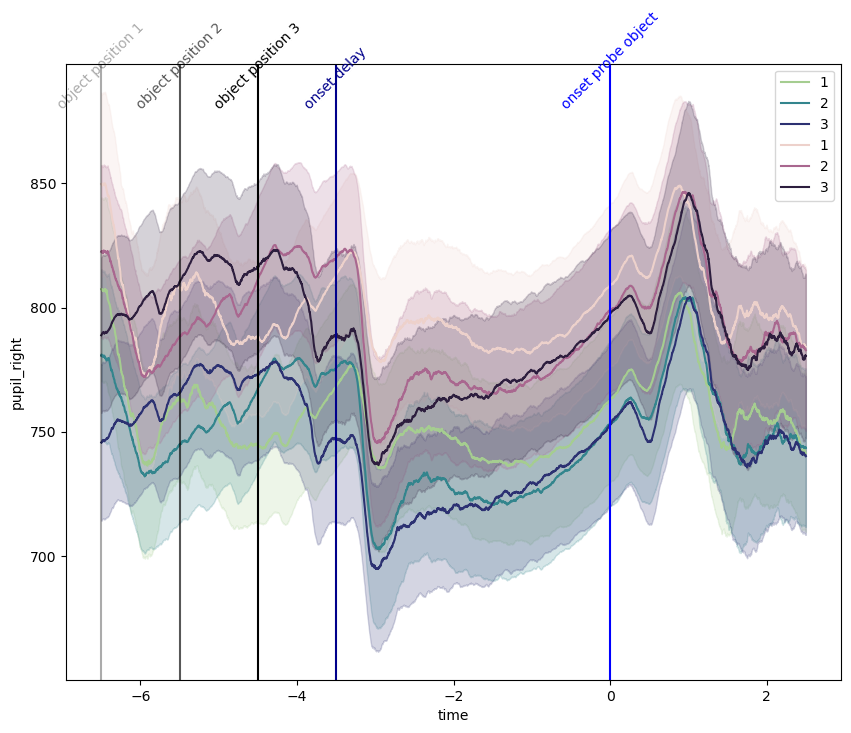 object position 1
object position 2
object position 3
onset delay
onset probe object
1
2
3
1
2
3
850
800
750
700
pupil_right
−6
−4
−2
0
2
time